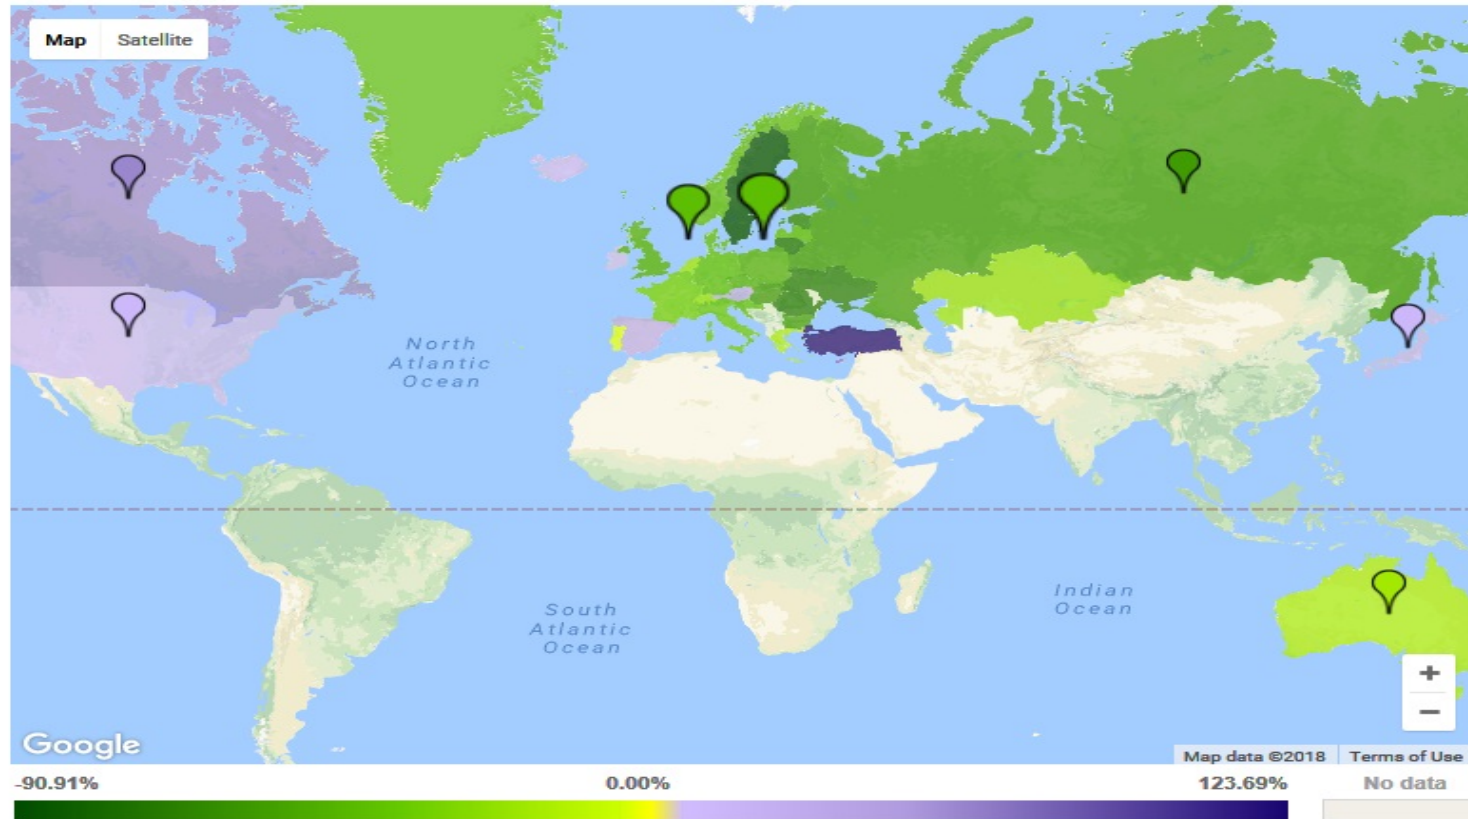 Map Satellite
North
Atlantic
Ocean
South
Atlantic
Ocean
Indian
Ocean
+
−
Google
Map data ©2018 Terms of Use
-90.91% 0.00% 123.69% No data